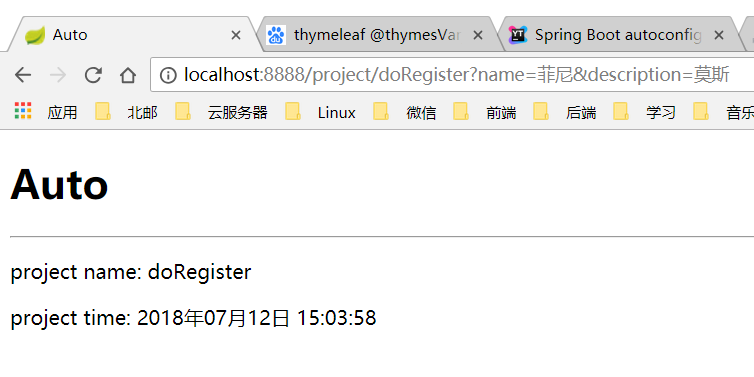 Auto
thymeleaf @thymesVar
Spring Boot autoconfig
localhost:8888/project/doRegister?name=菲尼&description=莫斯
应用 北邮 云服务器 Linux 微信 前端 后端 学习 音乐
Auto
project name: doRegister
project time: 2018年07月12日 15:03:58